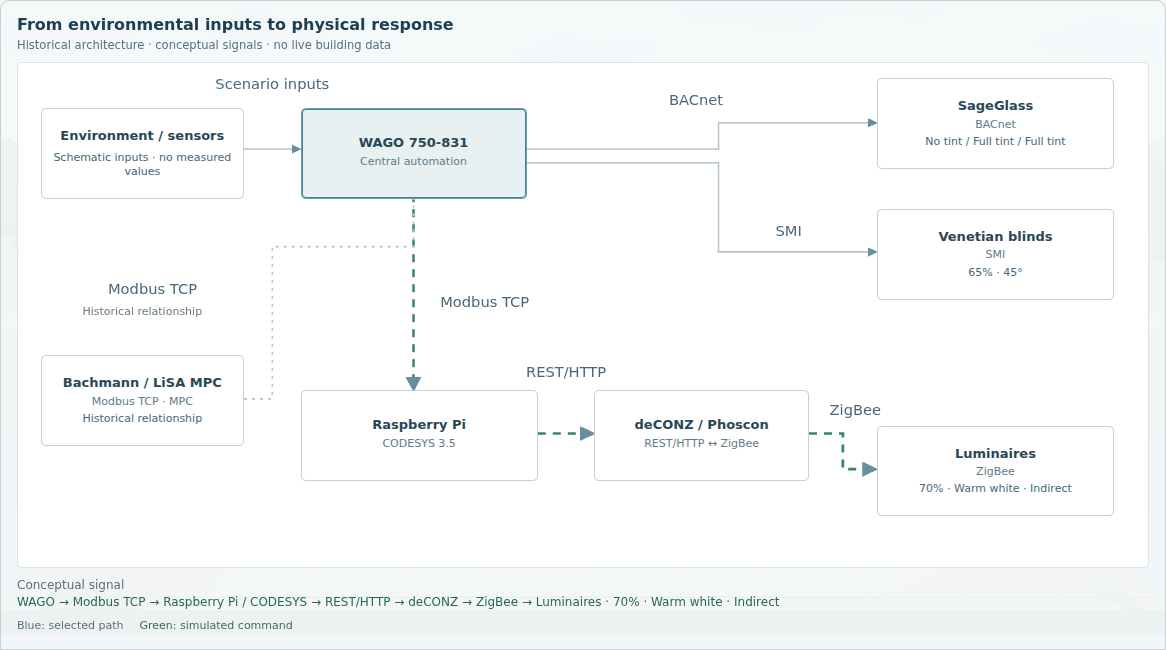 From environmental inputs to physical response
Historical architecture · conceptual signals · no live building data
Scenario inputs
BACnet
Environment / sensors
Schematic inputs · no measured
values
WAGO 750-831
Central automation
SageGlass
BACnet
No tint / Full tint / Full tint
SMI
Venetian blinds
SMI
65% · 45°
Modbus TCP
Historical relationship
Modbus TCP
Bachmann / LiSA MPC
Modbus TCP · MPC
Historical relationship
REST/HTTP
Raspberry Pi
CODESYS 3.5
deCONZ / Phoscon
REST/HTTP ↔ ZigBee
ZigBee
Luminaires
ZigBee
70% · Warm white · Indirect
Conceptual signal
WAGO → Modbus TCP → Raspberry Pi / CODESYS → REST/HTTP → deCONZ → ZigBee → Luminaires · 70% · Warm white · Indirect
Blue: selected path Green: simulated command